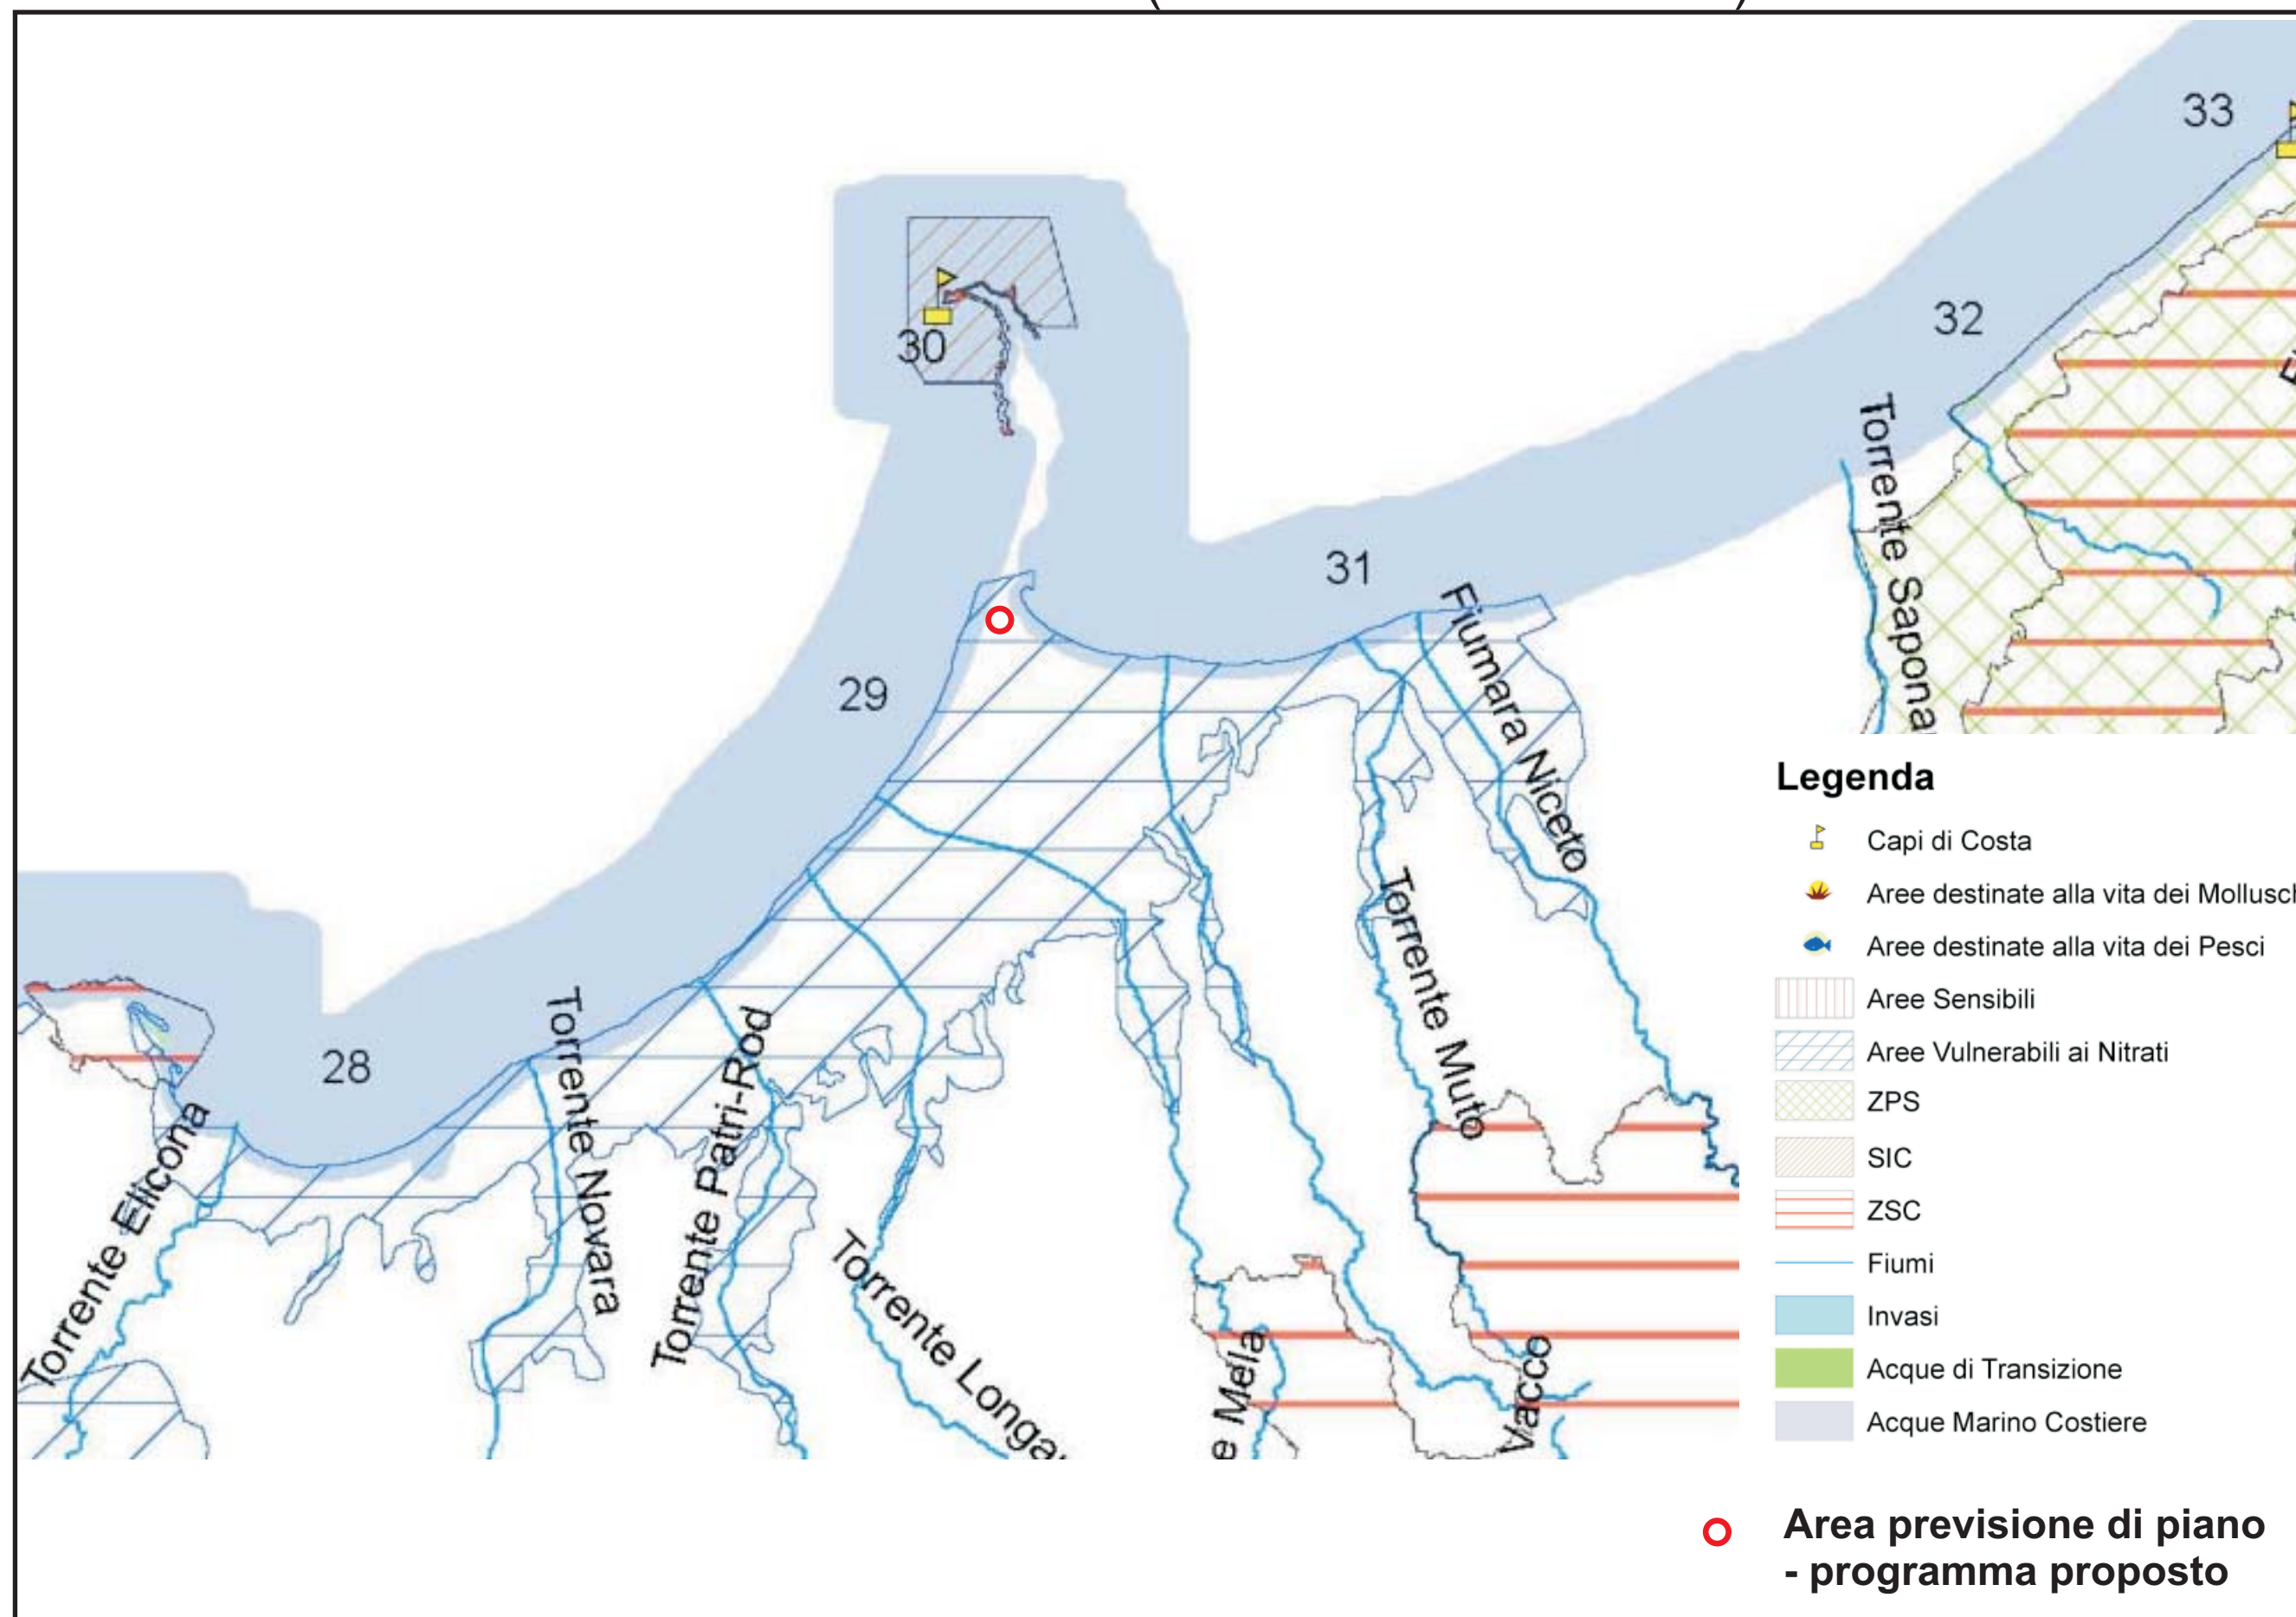 33
32
30
31
29
28
Torrente Sapona
Fiumara Niceto
Torrente Muto
Torrente Novara
Torrente Patri-Rod
Torrente Elicona
Torrente Longa
e Mela
Vacco
Legenda
Capi di Costa
Aree destinate alla vita dei Mollusch
Aree destinate alla vita dei Pesci
Aree Sensibili
Aree Vulnerabili ai Nitrati
ZPS
SIC
ZSC
Fiumi
Invasi
Acque di Transizione
Acque Marino Costiere
Area previsione di piano
- programma proposto